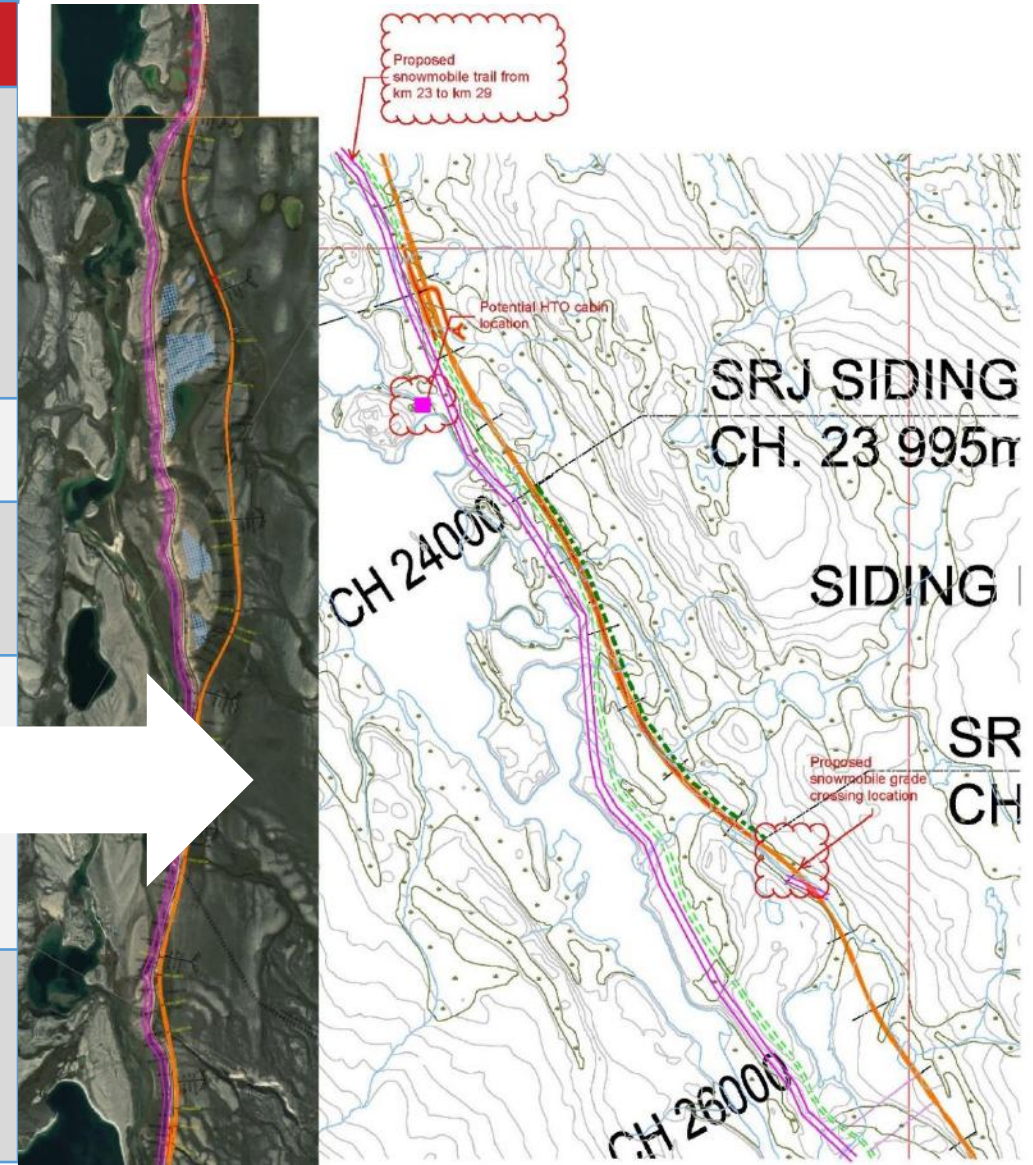 Proposed
snowmobile trail from
km 23 to km 29
Potential HTO cabin
location
SRJ SIDING
CH. 23 995m
CH 24000
SIDING
SR
Proposed
snowmobile grade
crossing location
CH
CH 26000